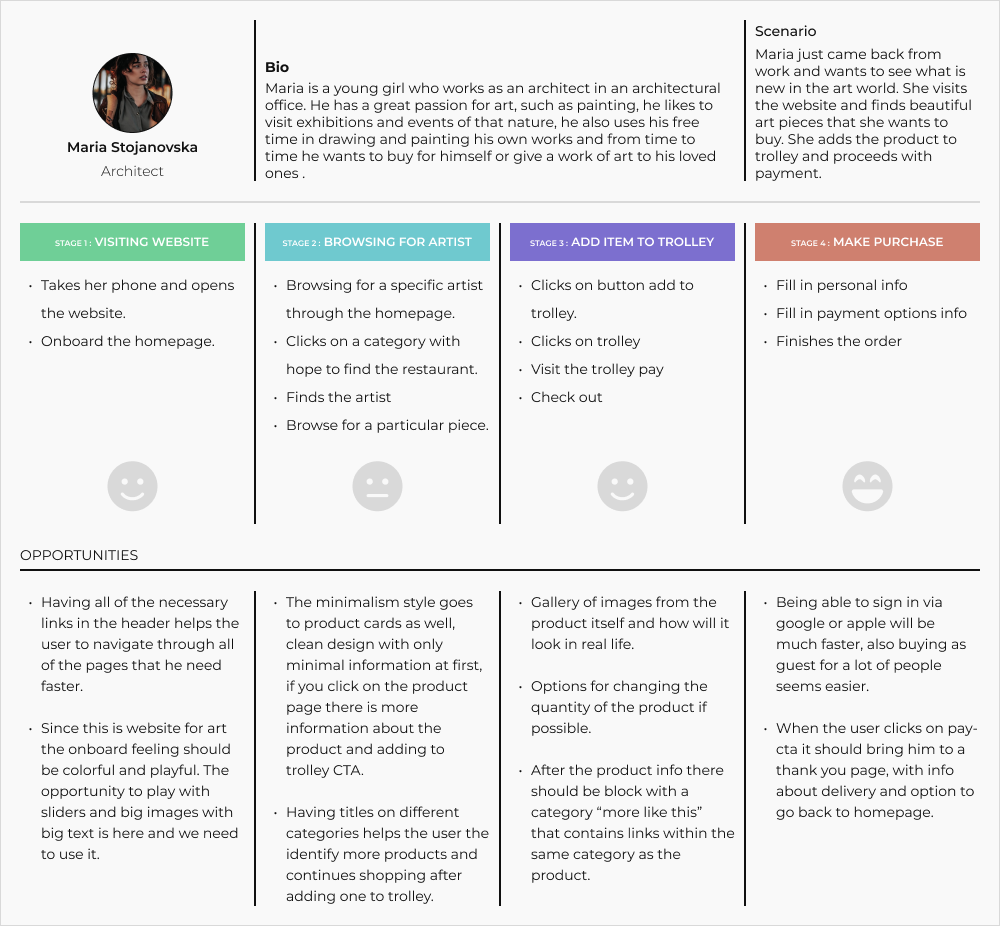 Maria Stojanovska
Architect
Bio
Maria is a young girl who works as an architect in an architectural
office. He has a great passion for art, such as painting, he likes to
visit exhibitions and events of that nature, he also uses his free
time in drawing and painting his own works and from time to
time he wants to buy for himself or give a work of art to his loved
ones .
Scenario
Maria just came back from
work and wants to see what is
new in the art world. She visits
the website and finds beautiful
art pieces that she wants to
buy. She adds the product to
trolley and proceeds with
payment.
STAGE 1 : VISITING WEBSITE
• Takes her phone and opens
the website.
• Onboard the homepage.
STAGE 2 : BROWSING FOR ARTIST
• Browsing for a specific artist
through the homepage.
• Clicks on a category with
hope to find the restaurant.
• Finds the artist
• Browse for a particular piece.
STAGE 3 : ADD ITEM TO TROLLEY
• Clicks on button add to
trolley.
• Clicks on trolley
• Visit the trolley pay
• Check out
STAGE 4 : MAKE PURCHASE
• Fill in personal info
• Fill in payment options info
• Finishes the order
OPPORTUNITIES
• Having all of the necessary
links in the header helps the
user to navigate through all
of the pages that he need
faster.
• Since this is website for art
the onboard feeling should
be colorful and playful. The
opportunity to play with
sliders and big images with
big text is here and we need
to use it.
• The minimalism style goes
to product cards as well,
clean design with only
minimal information at first,
if you click on the product
page there is more
information about the
product and adding to
trolley CTA.
• Having titles on different
categories helps the user the
identify more products and
continues shopping after
adding one to trolley.
• Gallery of images from the
product itself and how will it
look in real life.
• Options for changing the
quantity of the product if
possible.
• After the product info there
should be block with a
category “more like this”
that contains links within the
same category as the
product.
• Being able to sign in via
google or apple will be
much faster, also buying as
guest for a lot of people
seems easier.
• When the user clicks on pay-
cta it should bring him to a
thank you page, with info
about delivery and option to
go back to homepage.